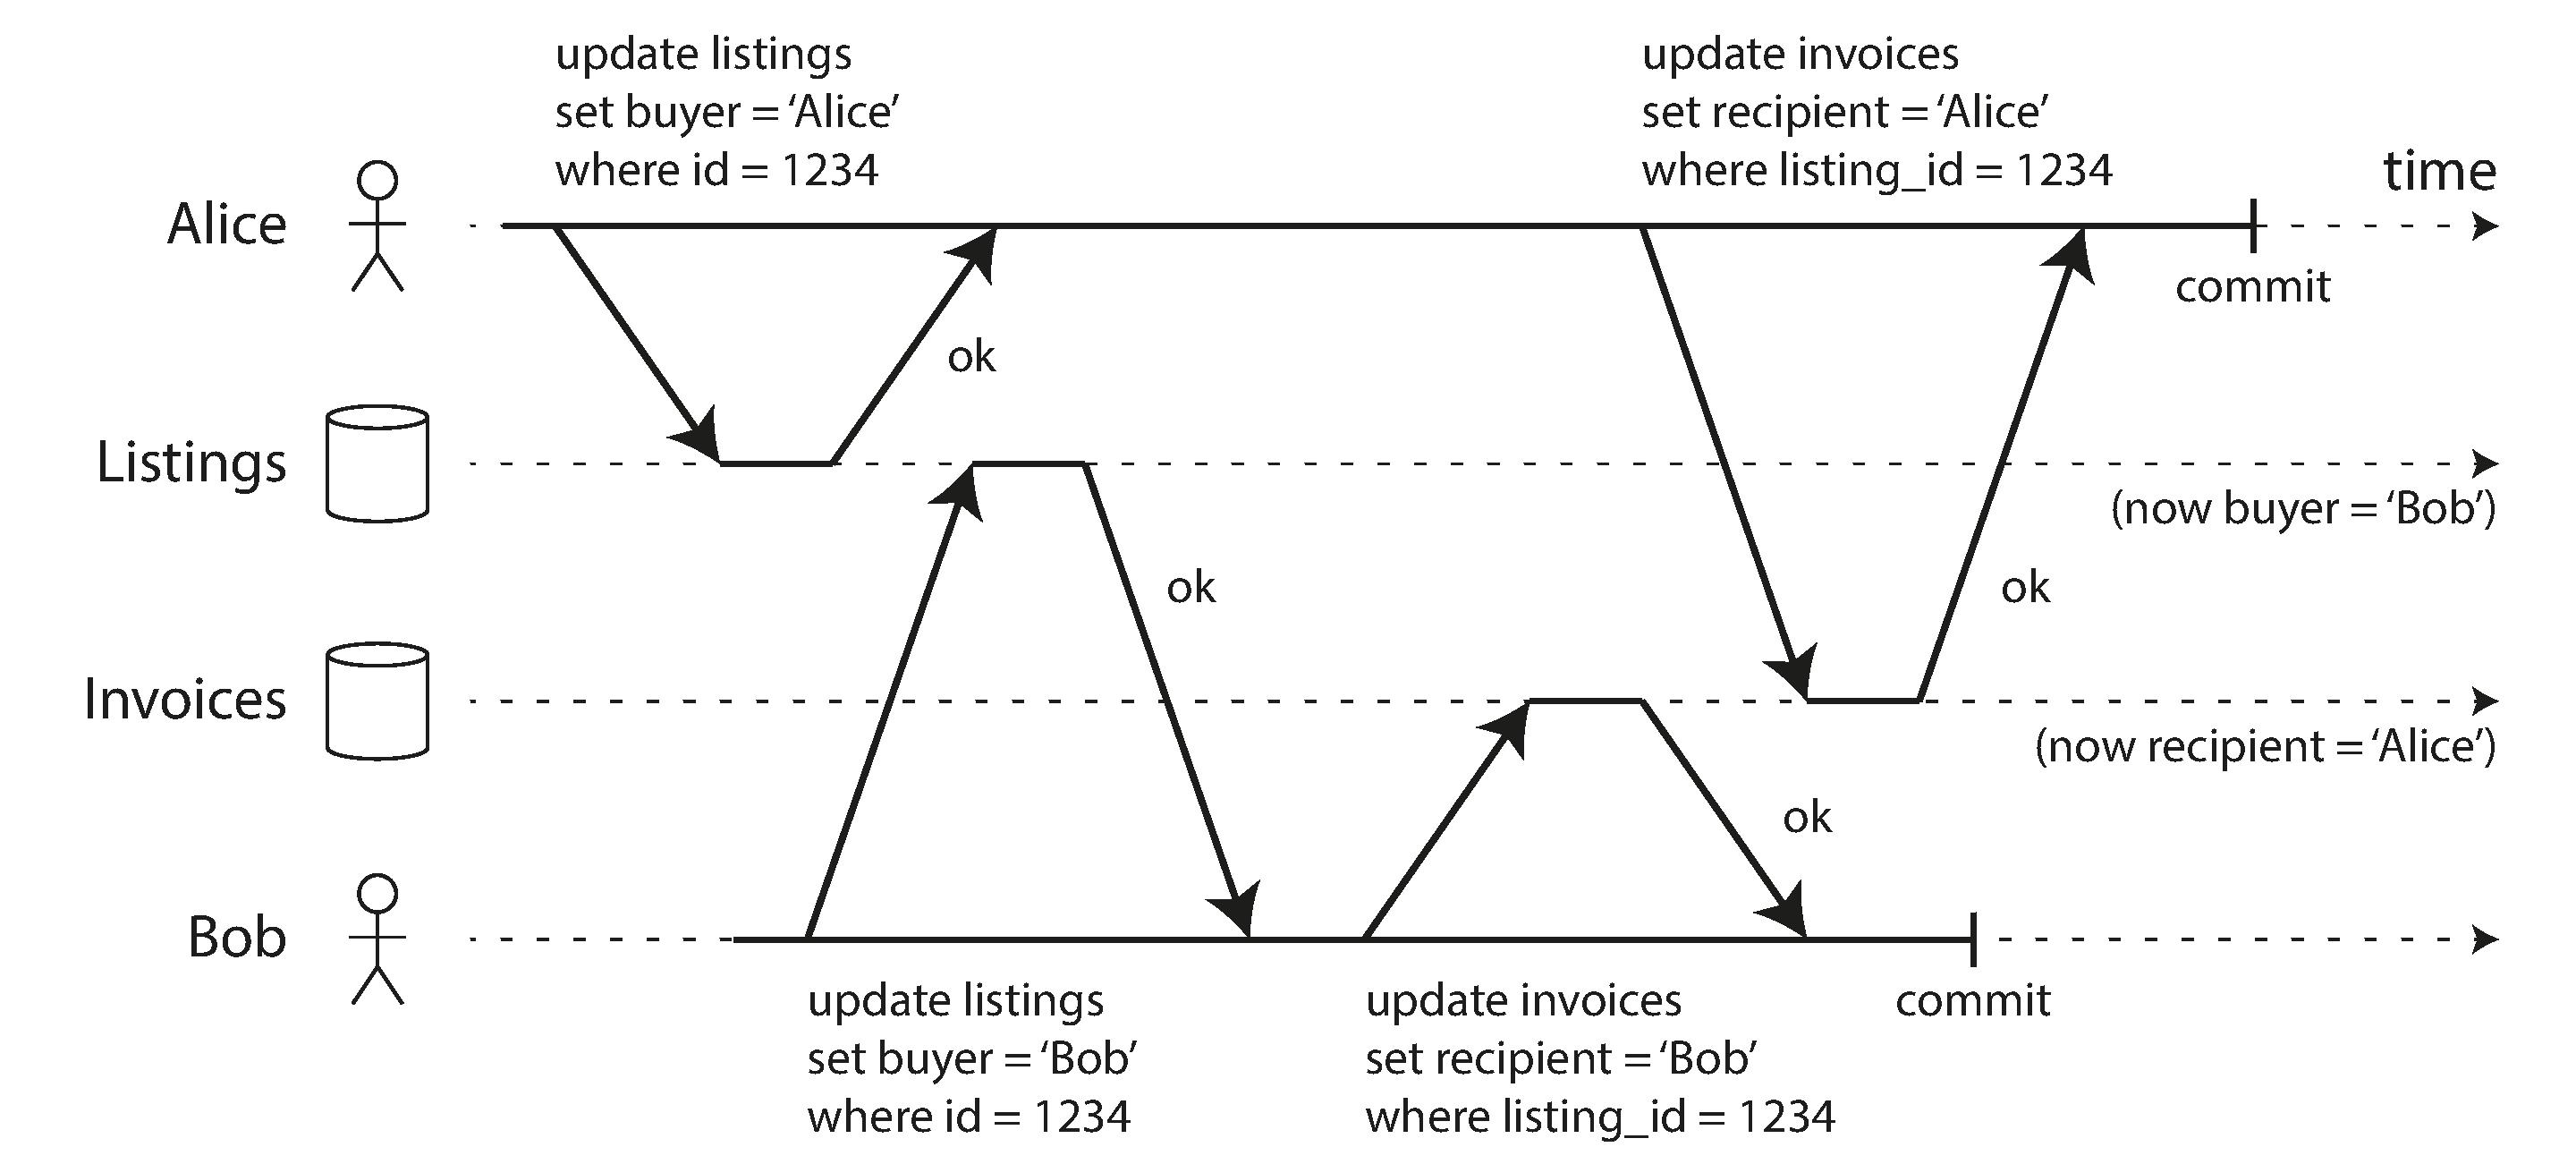 update listings
set buyer = ‘Alice’
where id = 1234
update invoices
set recipient = ‘Alice’
where listing_id = 1234
time
Alice
commit
ok
Listings
(now buyer = ‘Bob’)
ok
ok
Invoices
(now recipient = ‘Alice’)
ok
Bob
update listings
set buyer = ‘Bob’
where id = 1234
update invoices
set recipient = ‘Bob’
where listing_id = 1234
commit